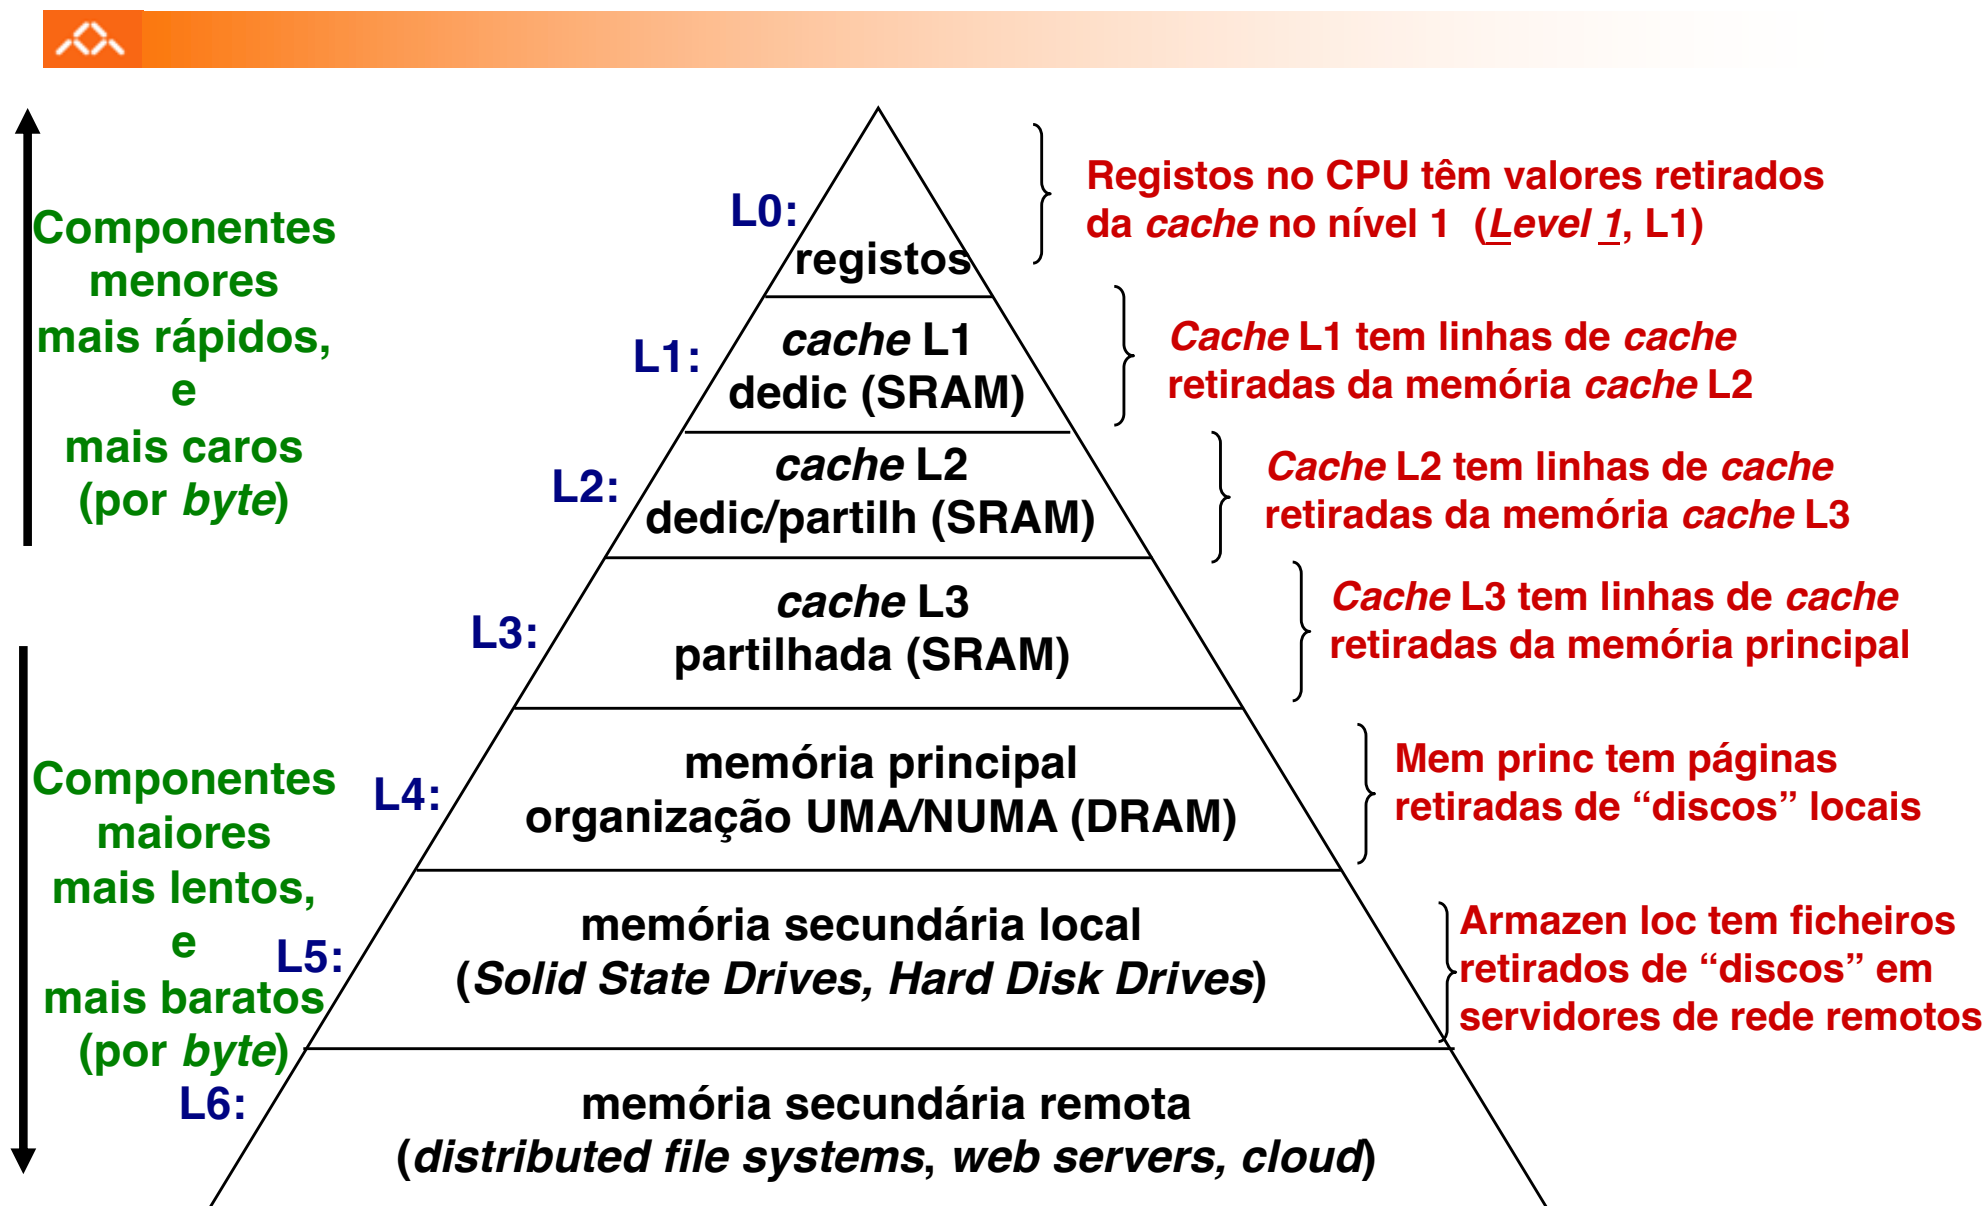 Componentes
menores
mais rápidos,
e
mais caros
(por byte)
Componentes
maiores
mais lentos,
e
mais baratos
(por byte)
L0:
registos
Registos no CPU têm valores retirados
da cache no nível 1 (Level 1, L1)
L1:
cache L1
dedic (SRAM)
Cache L1 tem linhas de cache
retiradas da memória cache L2
L2:
cache L2
dedic/partilh (SRAM)
Cache L2 tem linhas de cache
retiradas da memória cache L3
L3:
cache L3
partilhada (SRAM)
Cache L3 tem linhas de cache
retiradas da memória principal
L4:
memória principal
organização UMA/NUMA (DRAM)
Mem princ tem páginas
retiradas de “discos” locais
L5:
memória secundária local
(Solid State Drives, Hard Disk Drives)
Armazen loc tem ficheiros
retirados de “discos” em
servidores de rede remotos
L6:
memória secundária remota
(distributed file systems, web servers, cloud)